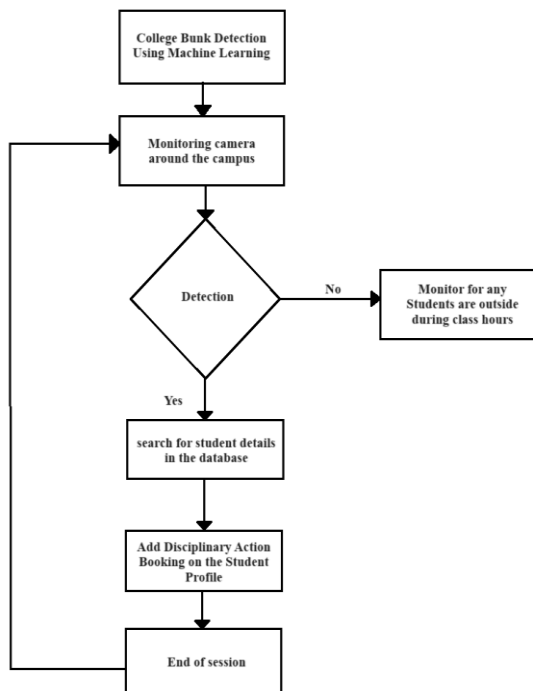 College Bunk Detection
Using Machine Learning
Monitoring camera
around the campus
Detection
No
Monitor for any
Students are outside
during class hours
Yes
search for student details
in the database
Add Disciplinary Action
Booking on the Student
Profile
End of session